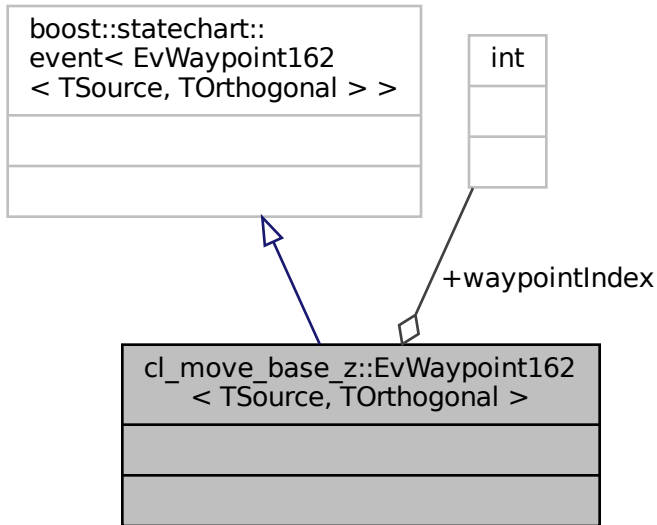 boost::statechart::
event< EvWaypoint162
< TSource, TOrthogonal > >
int
+waypointIndex
cl_move_base_z::EvWaypoint162
< TSource, TOrthogonal >